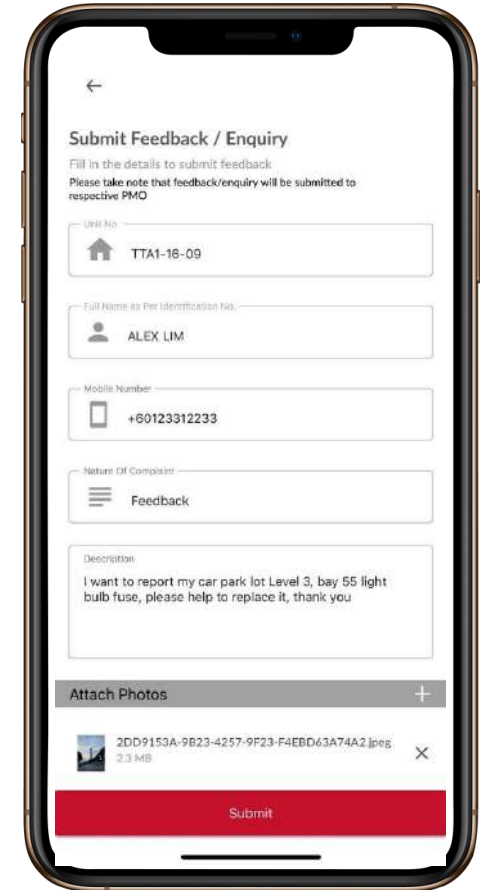 Submit Feedback / Enquiry
Fill in the details to submit feedback
Please take note that feedback/enquiry will be submitted to
respective PMO
Unit No.
TTA1-16-09
Full Name as Per Identification No.
ALEX LIM
Mobile Number
+60123312233
Nature Of Complaint
Feedback
Description
I want to report my car park lot Level 3, bay 55 light
bulb fuse, please help to replace it, thank you
Attach Photos
2DD9153A-9B23-4257-9F23-F4EBD63A74A2.jpeg
2.3 MB
Submit